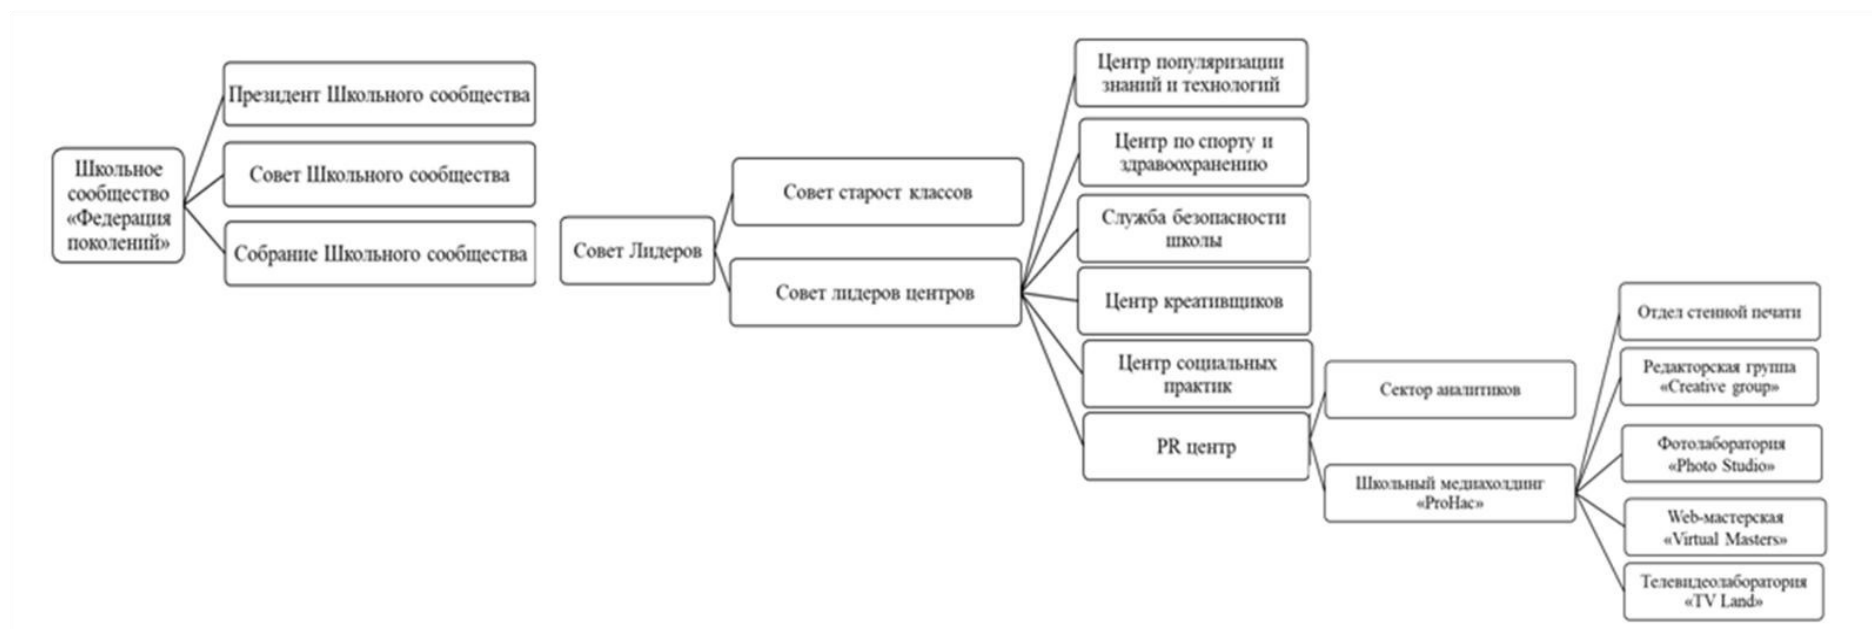 Школьное
сообщество
«Федерация
поколений»
Президент Школьного сообщества
Совет Школьного сообщества
Собрание Школьного сообщества
Совет Лидеров
Совет старост классов
Совет лидеров центров
Центр популяризации
знаний и технологий
Центр по спорту и
здравоохранению
Служба безопасности
школы
Центр креативщиков
Центр социальных
практик
PR центр
Сектор аналитиков
Школьный медиахолдинг
«ProНас»
Отдел стенной печати
Редакторская группа
«Creative group»
Фотолаборатория
«Photo Studio»
Web-мастерская
«Virtual Masters»
Телевидеолаборатория
«TV Land»